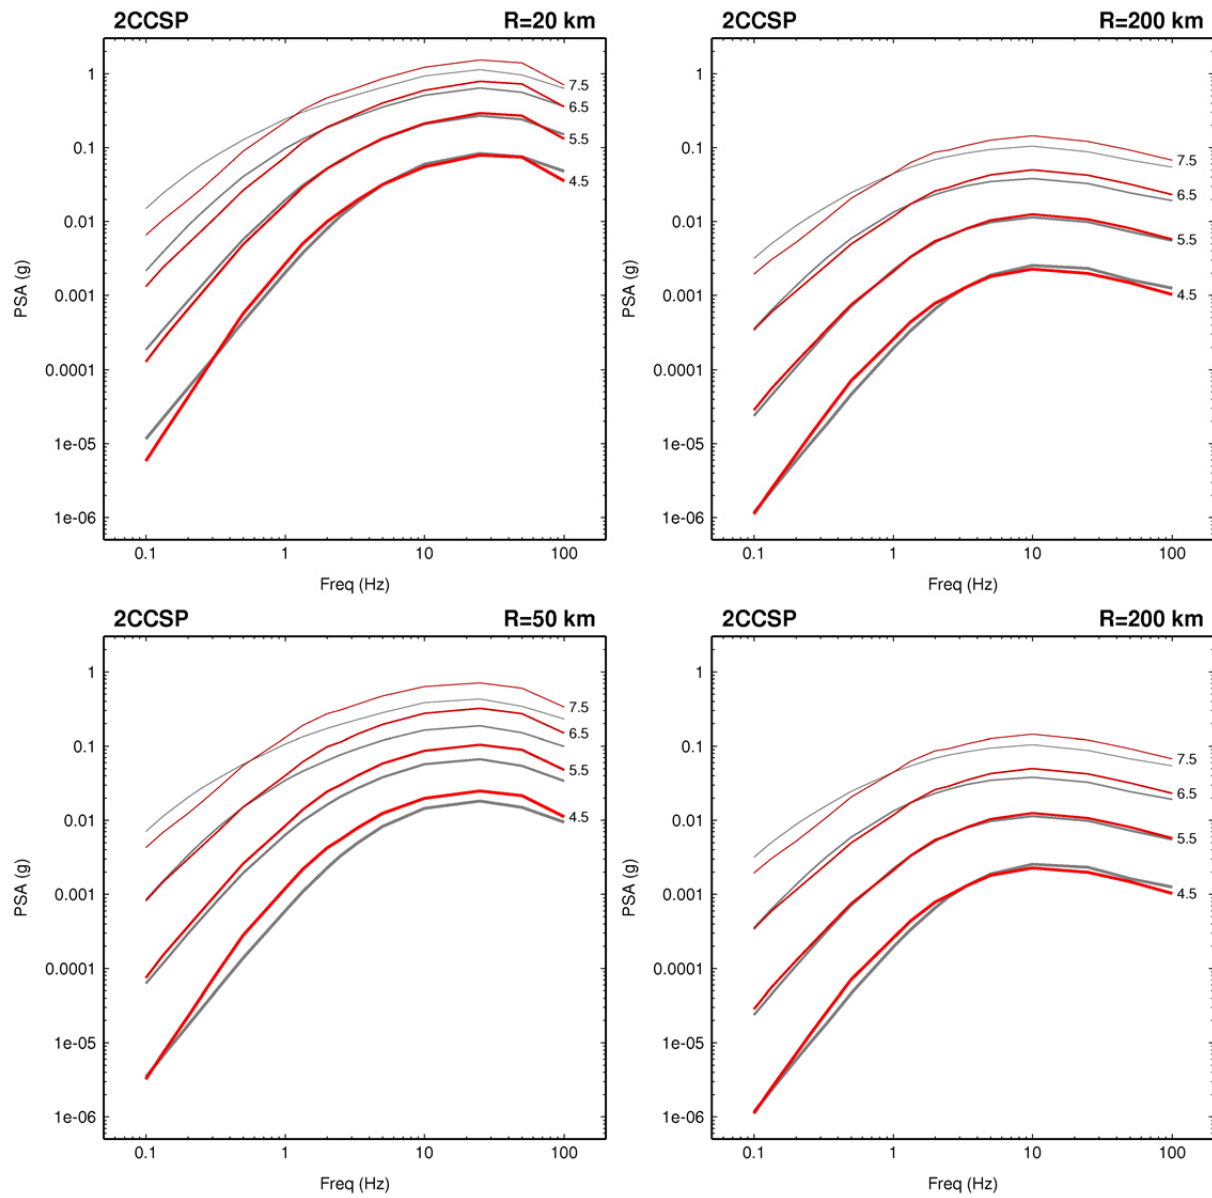 2CCSP R=20 km
1
0.1
0.01
0.001
0.0001
1e-05
1e-06
PSA (g)
7.5
6.5
5.5
4.5
0.1 1 10 100
Freq (Hz)
2CCSP R=200 km
1
0.1
0.01
0.001
0.0001
1e-05
1e-06
PSA (g)
7.5
6.5
5.5
4.5
0.1 1 10 100
Freq (Hz)
2CCSP R=50 km
1
0.1
0.01
0.001
0.0001
1e-05
1e-06
PSA (g)
7.5
6.5
5.5
4.5
0.1 1 10 100
Freq (Hz)
2CCSP R=200 km
1
0.1
0.01
0.001
0.0001
1e-05
1e-06
PSA (g)
7.5
6.5
5.5
4.5
0.1 1 10 100
Freq (Hz)